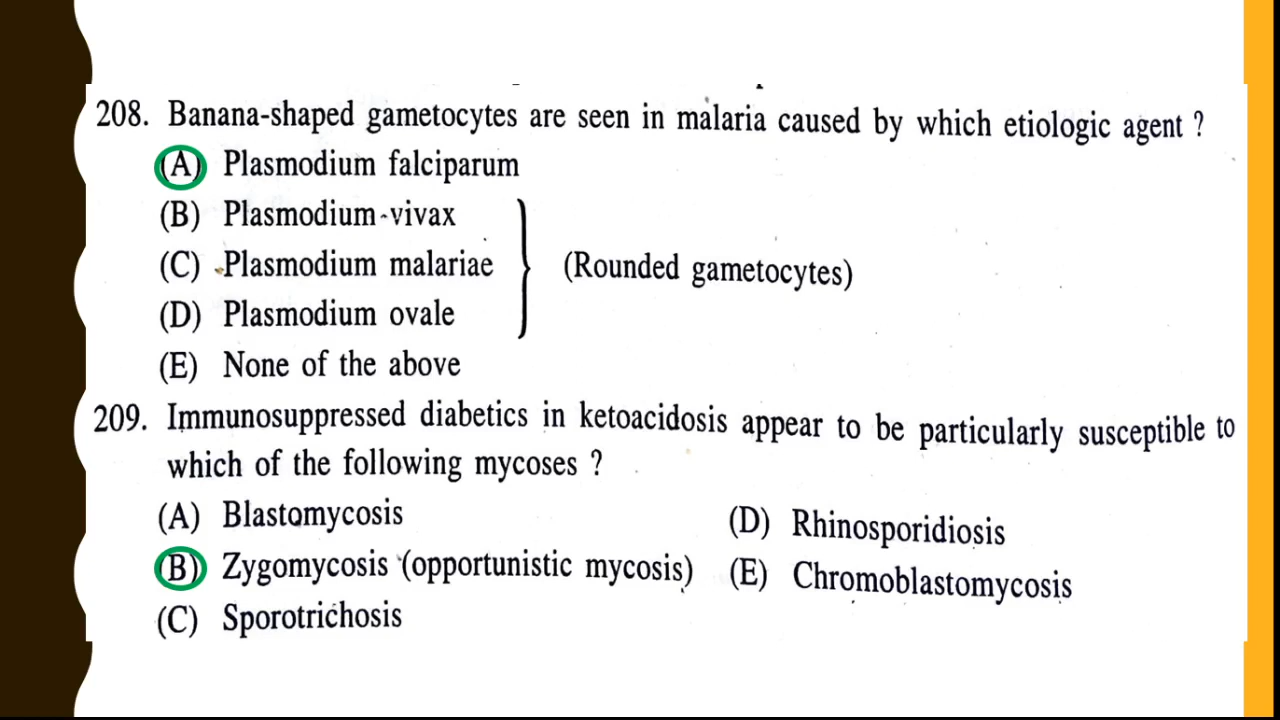 208. Banana-shaped gametocytes are seen in malaria caused by which etiologic agent ?
(A) Plasmodium falciparum
(B) Plasmodium-vivax
(C) Plasmodium malariae (Rounded gametocytes)
(D) Plasmodium ovale
(E) None of the above
209. Immunosuppressed diabetics in ketoacidosis appear to be particularly susceptible to
which of the following mycoses ?
(A) Blastomycosis (D) Rhinosporidiosis
(B) Zygomycosis (opportunistic mycosis) (E) Chromoblastomycosis
(C) Sporotrichosis